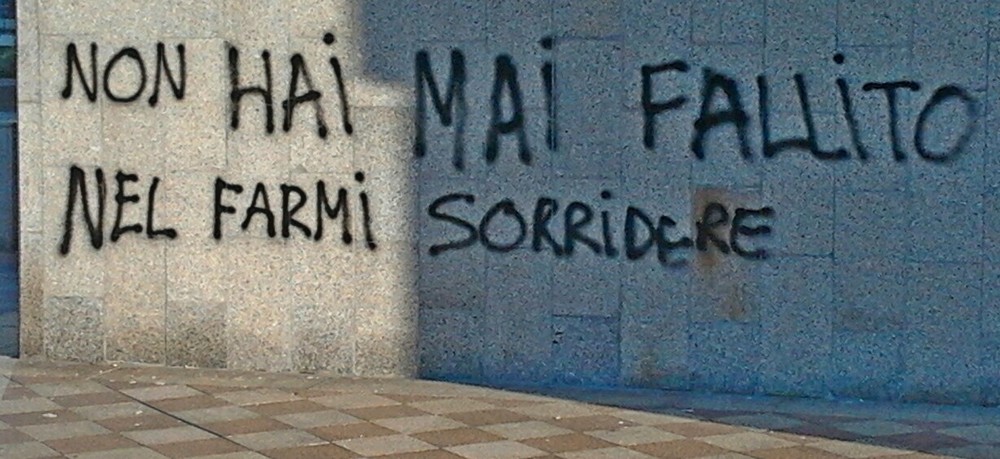 NON HAi MAi FALLiTO
NEL FARMi SORRiDERE